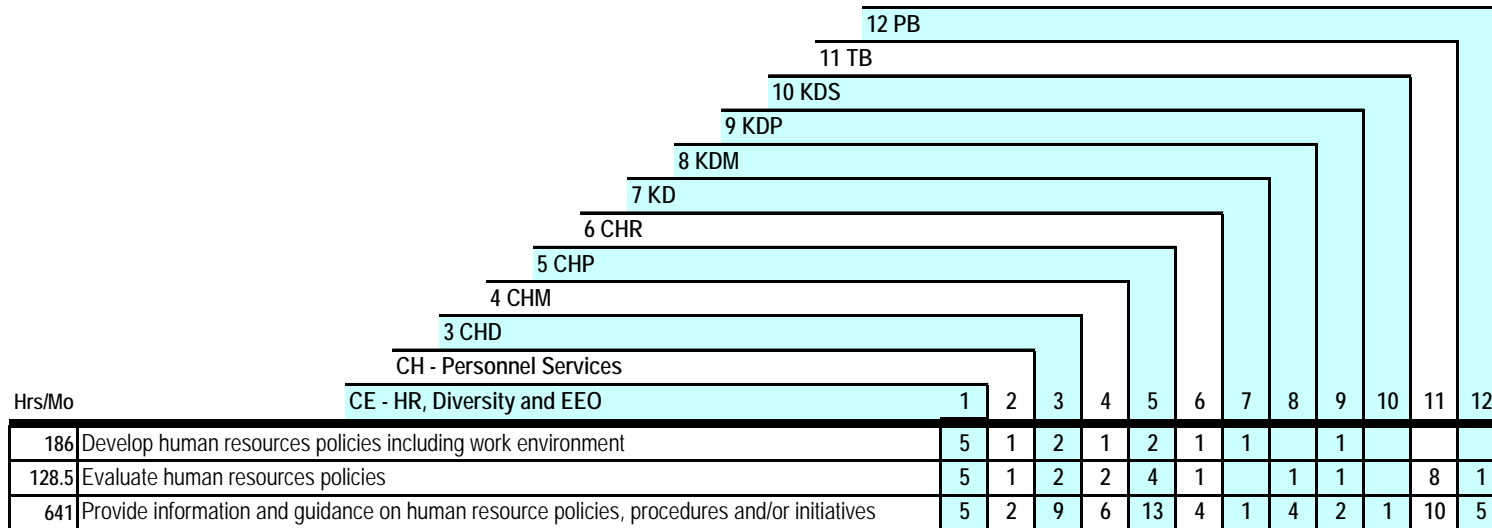 12 PB
11 TB
10 KDS
9 KDP
8 KDM
7 KD
6 CHR
5 CHP
4 CHM
3 CHD
CH - Personnel Services
Hrs/Mo CE - HR, Diversity and EEO 1 2 3 4 5 6 7 8 9 10 11 12
186 Develop human resources policies including work environment 5 1 2 1 2 1 1 1
128.5 Evaluate human resources policies 5 1 2 2 4 1 1 1 8 1
641 Provide information and guidance on human resource policies, procedures and/or initiatives 5 2 9 6 13 4 1 4 2 1 10 5